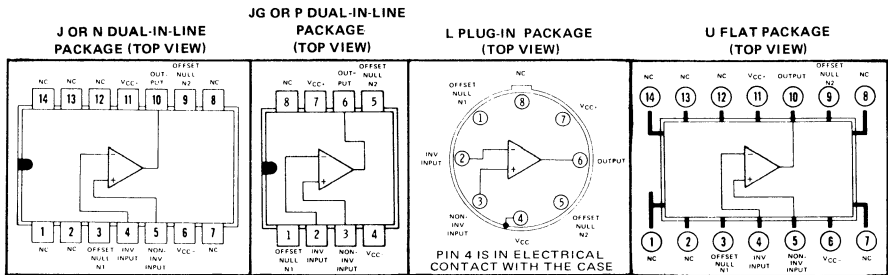 J OR N DUAL-IN-LINE
PACKAGE (TOP VIEW)
NC
NC
NC
VCC+
OUT-
PUT
OFFSET
NULL
N2
NC
14
13
12
11
10
9
8
1
2
3
4
5
6
7
NC
NC
OFFSET
NULL
N1
INV
INPUT
NON-
INV
INPUT
VCC-
NC
JG OR P DUAL-IN-LINE
PACKAGE
(TOP VIEW)
NC
VCC+
OUT-
PUT
OFFSET
NULL
N2
8
7
6
5
1
2
3
4
OFFSET
NULL
N1
INV
INPUT
NON-
INV
INPUT
VCC
L PLUG-IN PACKAGE
(TOP VIEW)
NC
OFFSET
NULL
N1
8
1
7
VCC+
INV
INPUT
2
6
OUTPUT
3
5
4
NON-
INV
INPUT
OFFSET
NULL
N2
VCC
PIN 4 IS IN ELECTRICAL
CONTACT WITH THE CASE
U FLAT PACKAGE
(TOP VIEW)
NC
NC
NC
VCC+
OUTPUT
OFFSET
NULL
N2
NC
14
13
12
11
10
9
8
1
2
3
4
5
6
7
NC
NC
OFFSET
NULL
N1
INV
INPUT
NON-
INV
INPUT
VCC-
NC